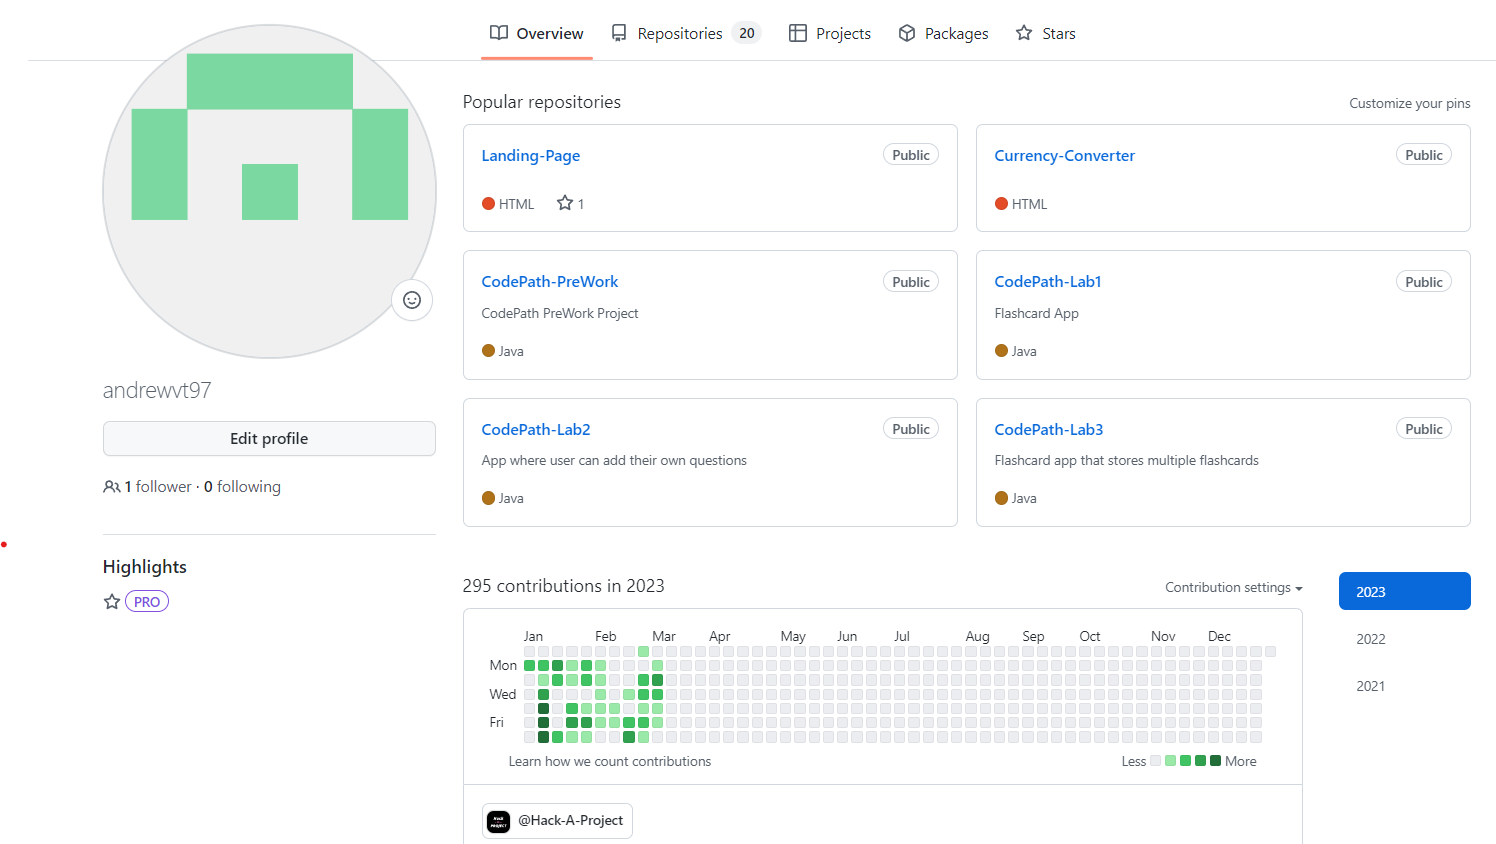 Overview Repositories 20 Projects Packages Stars
andrewvt97
Edit profile
1 follower · 0 following
Highlights
PRO
Popular repositories
Customize your pins
Landing-Page Public
HTML 1
Currency-Converter Public
HTML
CodePath-PreWork Public
CodePath PreWork Project
Java
CodePath-Lab1 Public
Flashcard App
Java
CodePath-Lab2 Public
App where user can add their own questions
Java
CodePath-Lab3 Public
Flashcard app that stores multiple flashcards
Java
295 contributions in 2023
Contribution settings
Jan Feb Mar Apr May Jun Jul Aug Sep Oct Nov Dec
Mon
Wed
Fri
Learn how we count contributions
Less More
@Hack-A-Project
2023
2022
2021